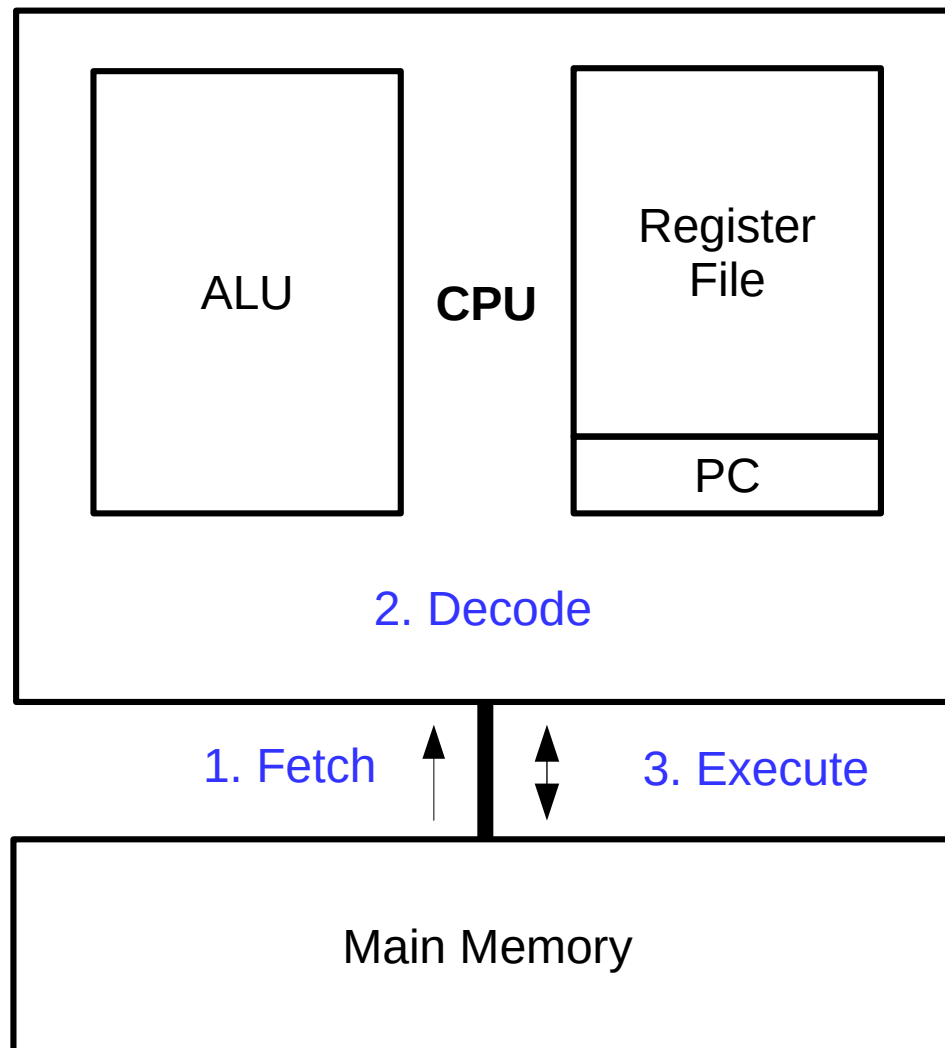 ALU
CPU
Register
File
PC
2. Decode
1. Fetch
3. Execute
Main Memory